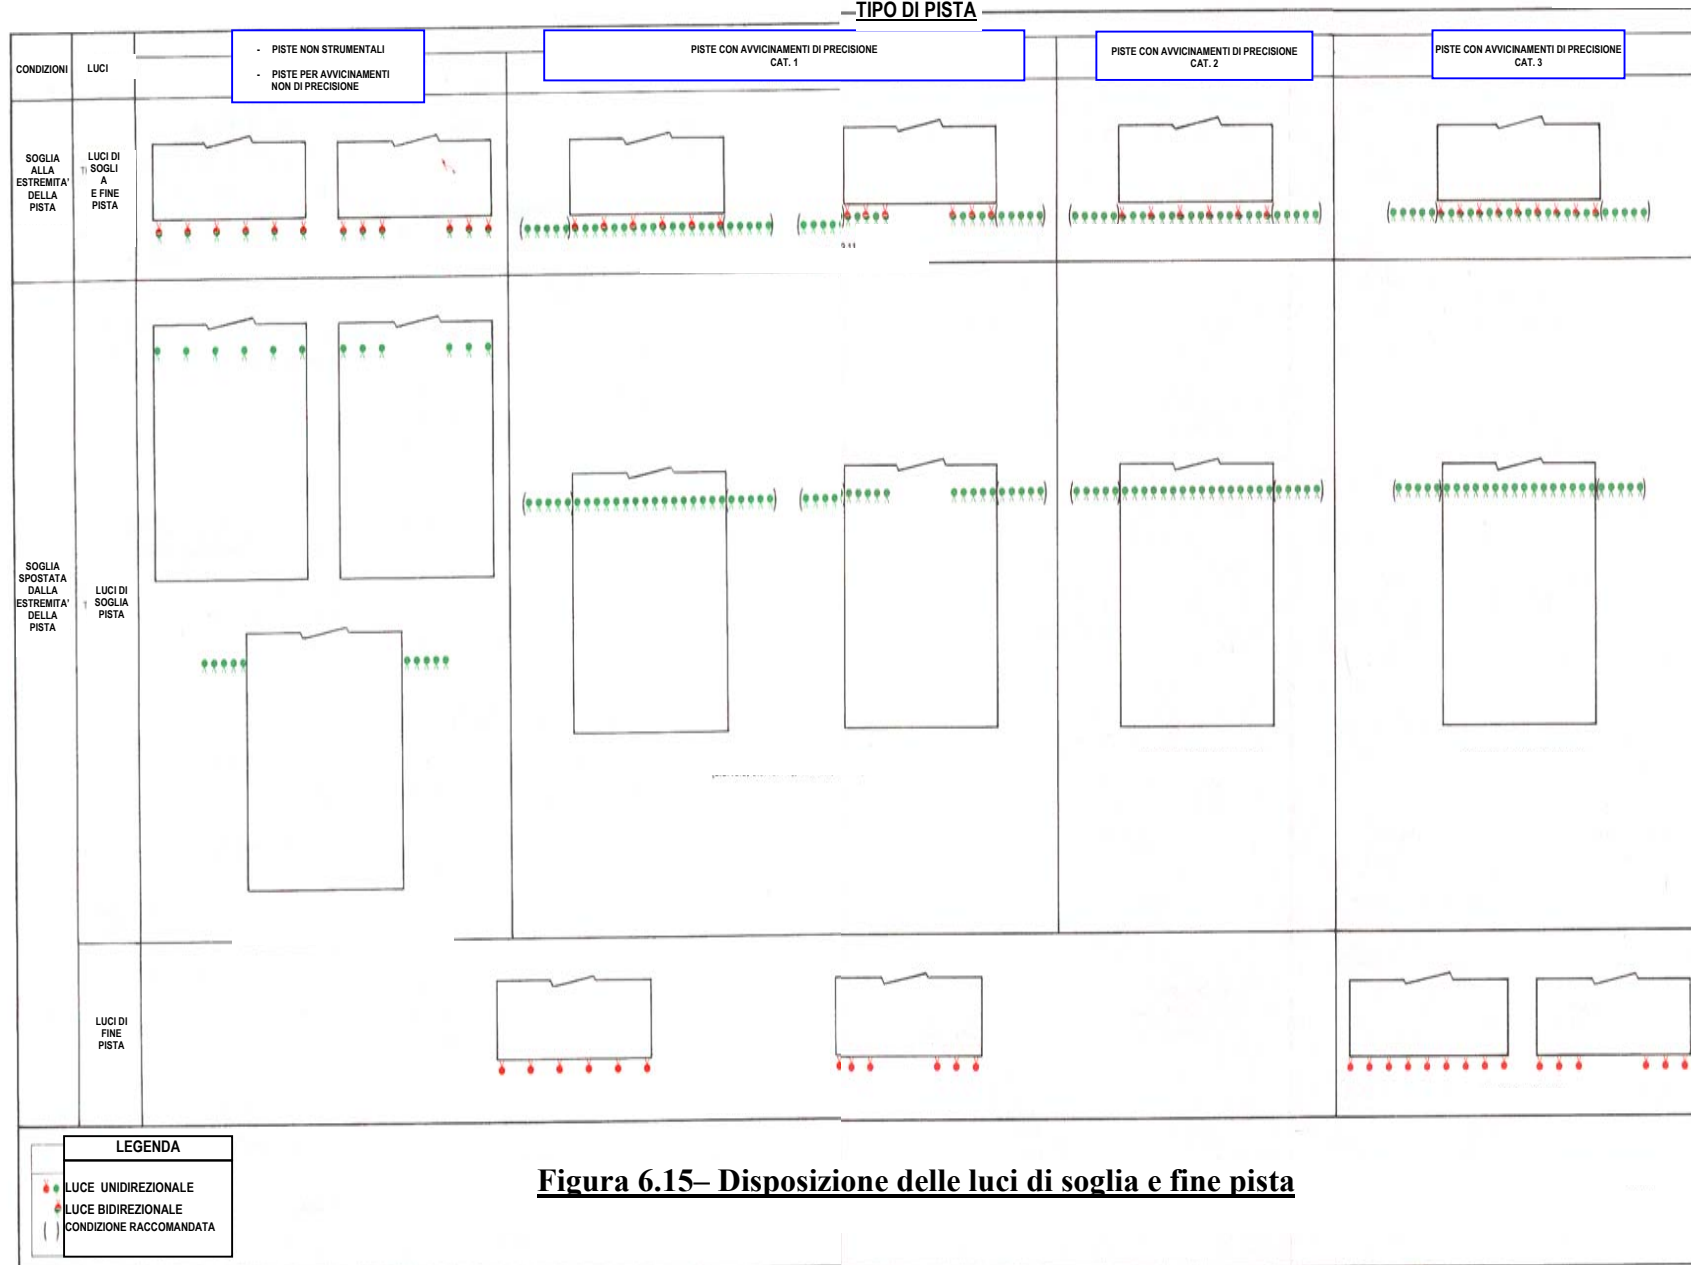 TIPO DI PISTA
CONDIZIONI
LUCI
- PISTE NON STRUMENTALI
- PISTE PER AVVICINAMENTI
NON DI PRECISIONE
PISTE CON AVVICINAMENTI DI PRECISIONE
CAT. 1
PISTE CON AVVICINAMENTI DI PRECISIONE
CAT. 2
PISTE CON AVVICINAMENTI DI PRECISIONE
CAT. 3
SOGLIA
ALLA
ESTREMITA'
DELLA
PISTA
LUCI DI
SOGLI
A
E FINE
PISTA
SOGLIA
SPOSTATA
DALLA
ESTREMITA'
DELLA
PISTA
LUCI DI
SOGLIA
PISTA
LUCI DI
FINE
PISTA
LEGENDA
LUCE UNIDIREZIONALE
LUCE BIDIREZIONALE
( ) CONDIZIONE RACCOMANDATA
Figura 6.15– Disposizione delle luci di soglia e fine pista